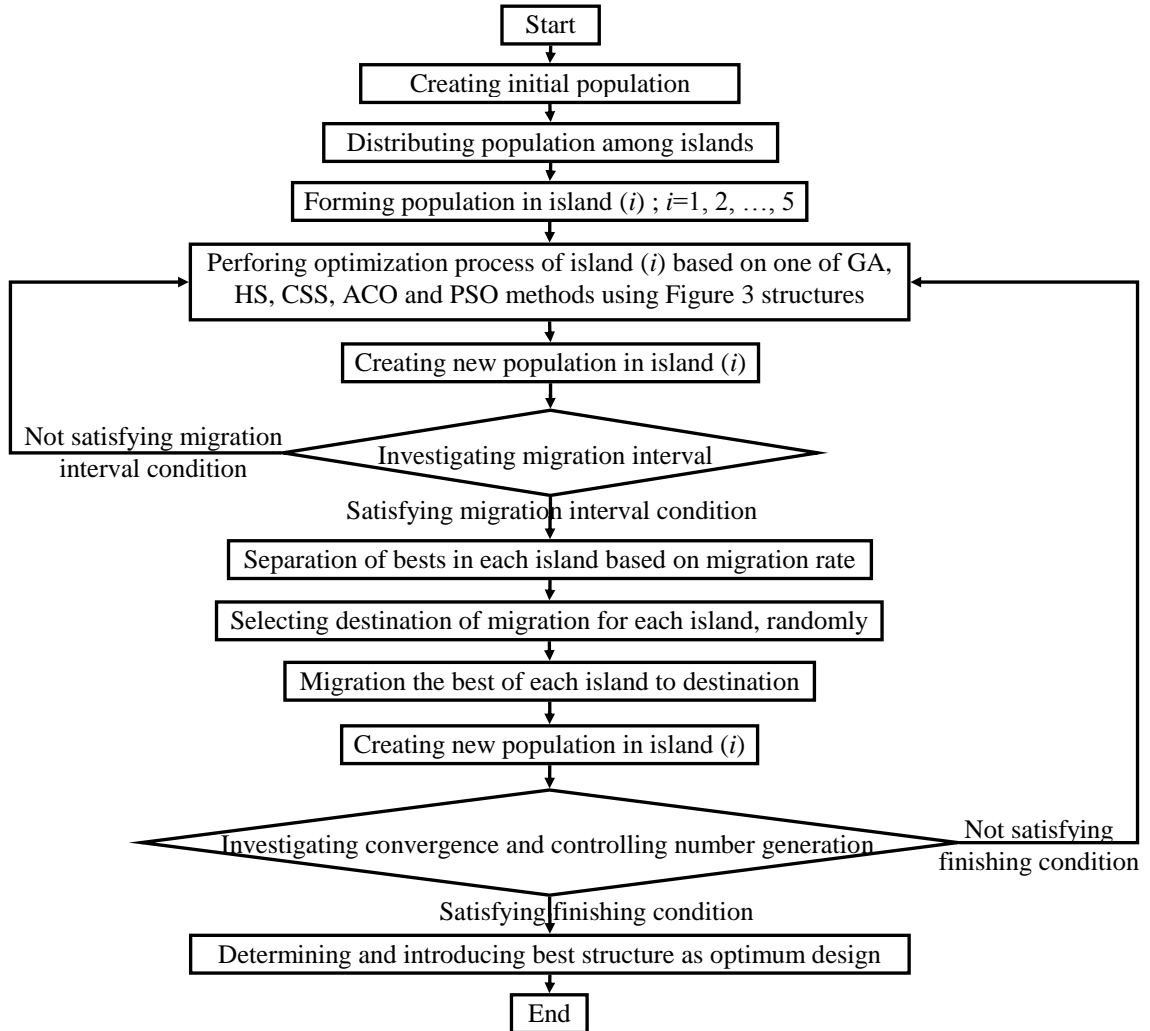 Start
Creating initial population
Distributing population among islands
Forming population in island (i) ; i=1, 2, …, 5
Perforing optimization process of island (i) based on one of GA,
HS, CSS, ACO and PSO methods using Figure 3 structures
Creating new population in island (i)
Not satisfying migration
interval condition
Investigating migration interval
Satisfying migration interval condition
Separation of bests in each island based on migration rate
Selecting destination of migration for each island, randomly
Migration the best of each island to destination
Creating new population in island (i)
Investigating convergence and controlling number generation
Not satisfying
finishing condition
Satisfying finishing condition
Determining and introducing best structure as optimum design
End